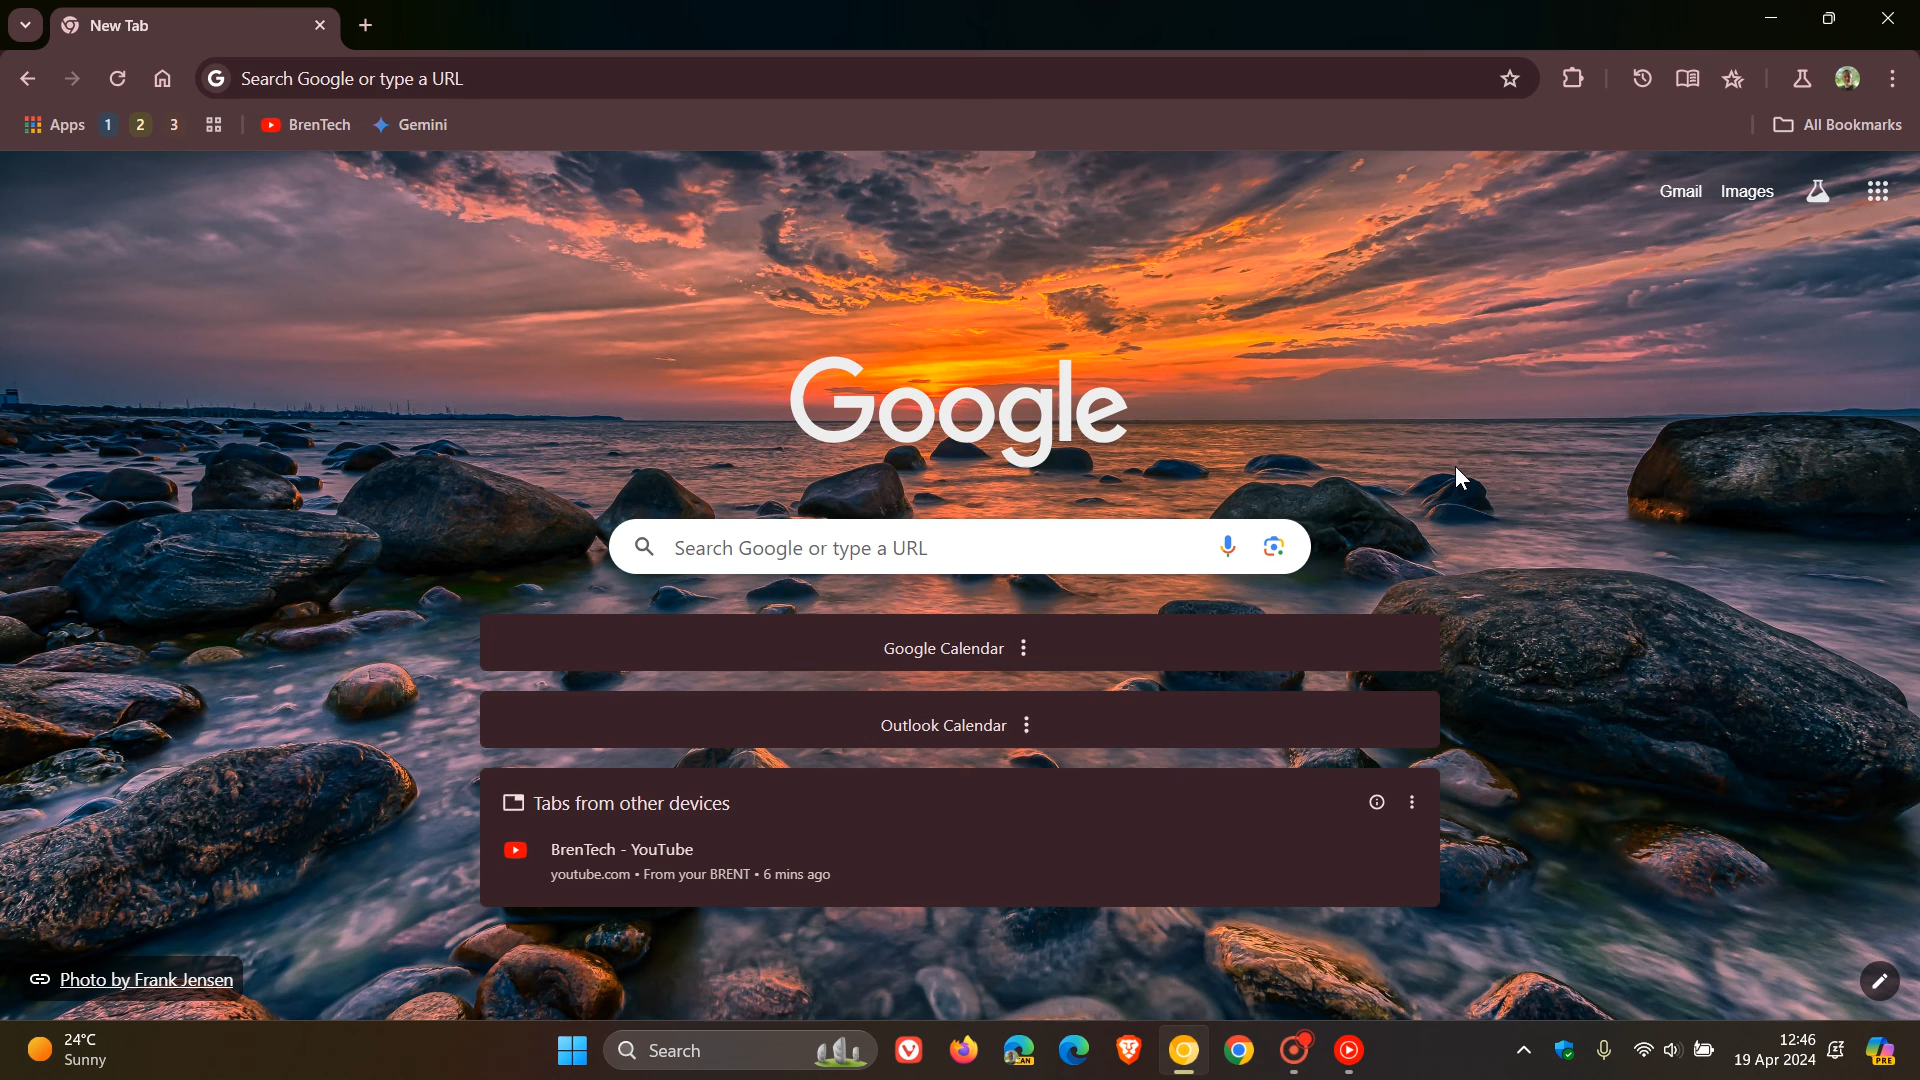 New Tab
Search Google or type a URL
Apps 1 2 3 BrenTech Gemini All Bookmarks
Gmail Images
Google
Search Google or type a URL
Google Calendar
Outlook Calendar
Tabs from other devices
BrenTech - YouTube
youtube.com • From your BRENT • 6 mins ago
Photo by Frank Jensen
24°C
Sunny
Search
CAN
12:46
19 Apr 2024
PRE